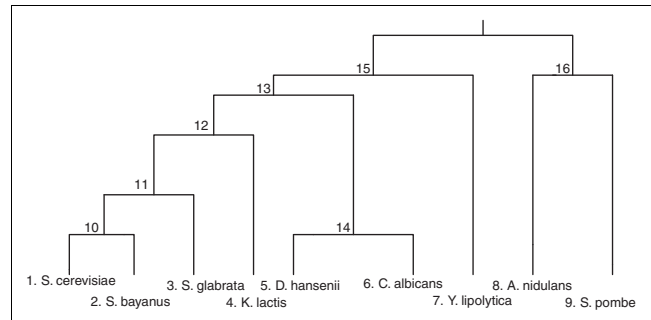 15
16
13
12
11
10
14
1. S. cerevisiae
2. S. bayanus
3. S. glabrata
4. K. lactis
5. D. hansenii
6. C. albicans
7. Y. lipolytica
8. A. nidulans
9. S. pombe